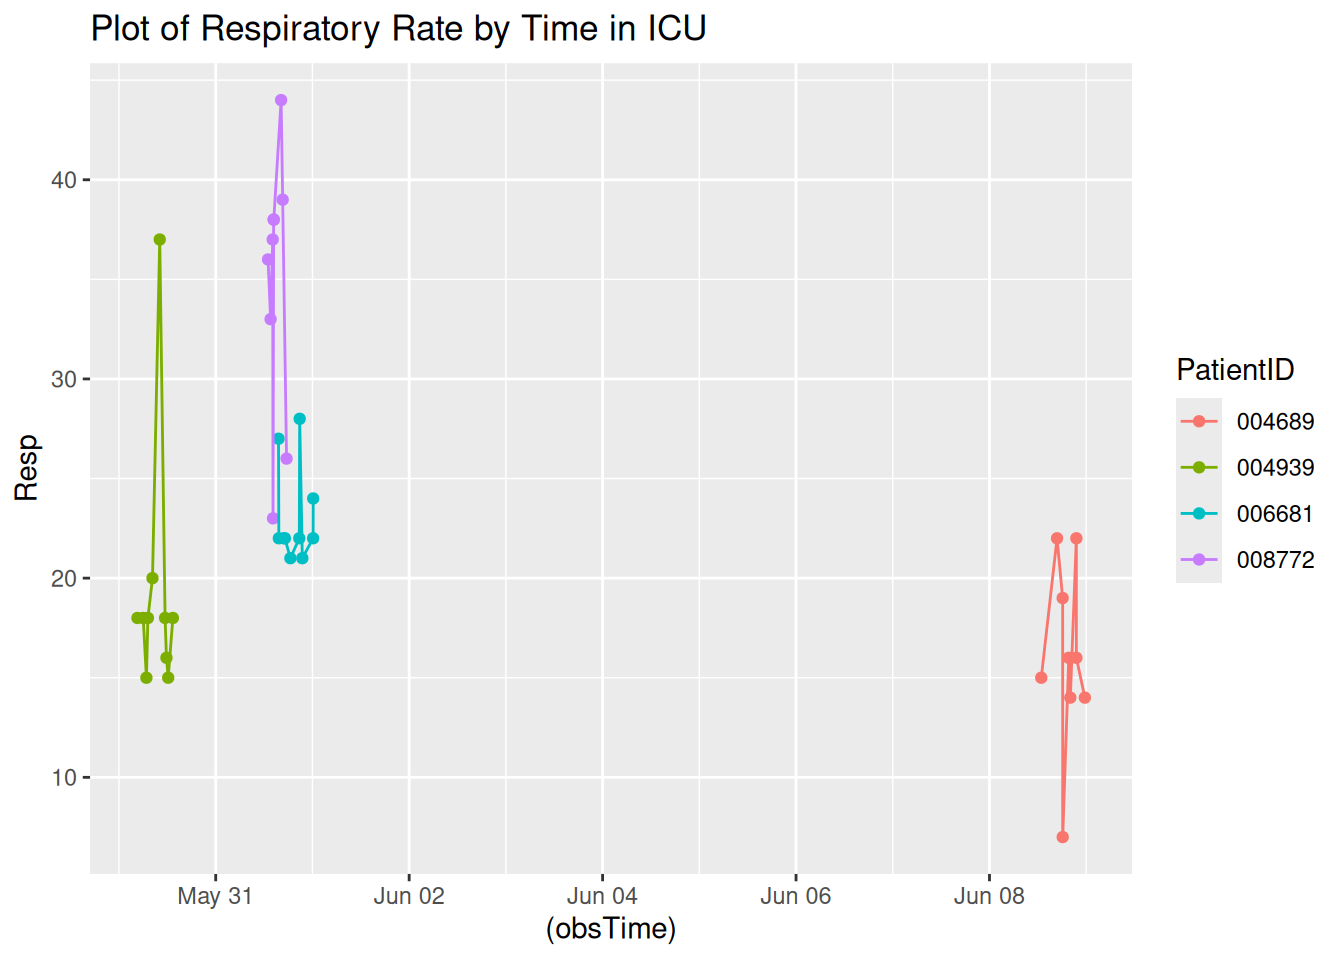 Plot of Respiratory Rate by Time in ICU
Resp
40
30
20
10
May 31 Jun 02 Jun 04 Jun 06 Jun 08
(obsTime)
PatientID
004689
004939
006681
008772